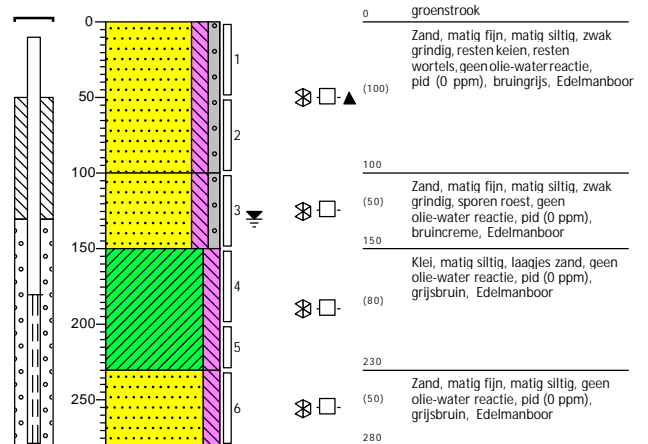 0 groenstrook
0
Zand, matig fijn, matig siltig, zwak
grindig, resten keien, resten
wortels, geen olie-water reactie,
pid (0 ppm), bruingrijs, Edelmanboor
1
(100)
50
2
100
100
Zand, matig fijn, matig siltig, zwak
grindig, sporen roest, geen
olie-water reactie, pid (0 ppm),
bruincreme, Edelmanboor
3
(50)
150
150
Klei, matig siltig, laagjes zand, geen
olie-water reactie, pid (0 ppm),
grijsbruin, Edelmanboor
4
(80)
200
5
230
Zand, matig fijn, matig siltig, geen
olie-water reactie, pid (0 ppm),
grijsbruin, Edelmanboor
250
6
(50)
280